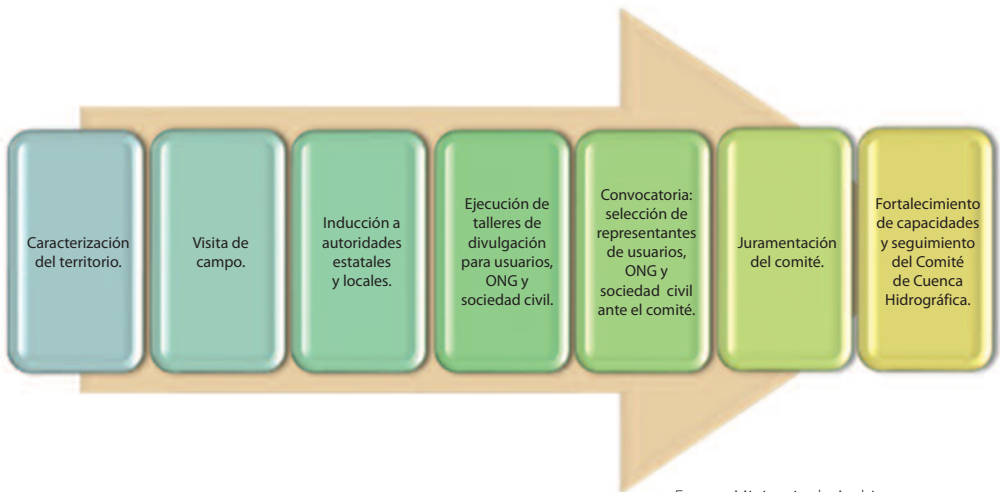 Caracterización
del territorio.
Visita de
campo.
Inducción a
autoridades
estatales
y locales.
Ejecución de
talleres de
divulgación
para usuarios,
ONG y
sociedad civil.
Convocatoria:
selección de
representantes
de usuarios,
ONG y
sociedad civil
ante el comité.
Juramentación
del comité.
Fortalecimiento
de capacidades
y seguimiento
del Comité
de Cuenca
Hidrográfica.